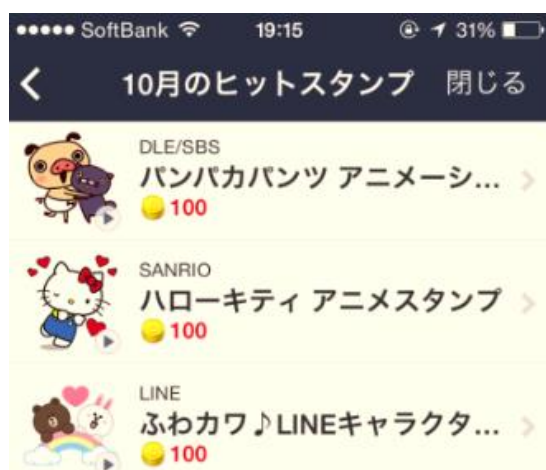 ●●●●● SoftBank 19:15 31%
10月のヒットスタンプ 閉じる
DLE/SBS
パンパカパンツ アニメーシ...
100
SANRIO
ハローキティ アニメスタンプ
100
LINE
ふわカワ♪LINEキャラクタ...
100